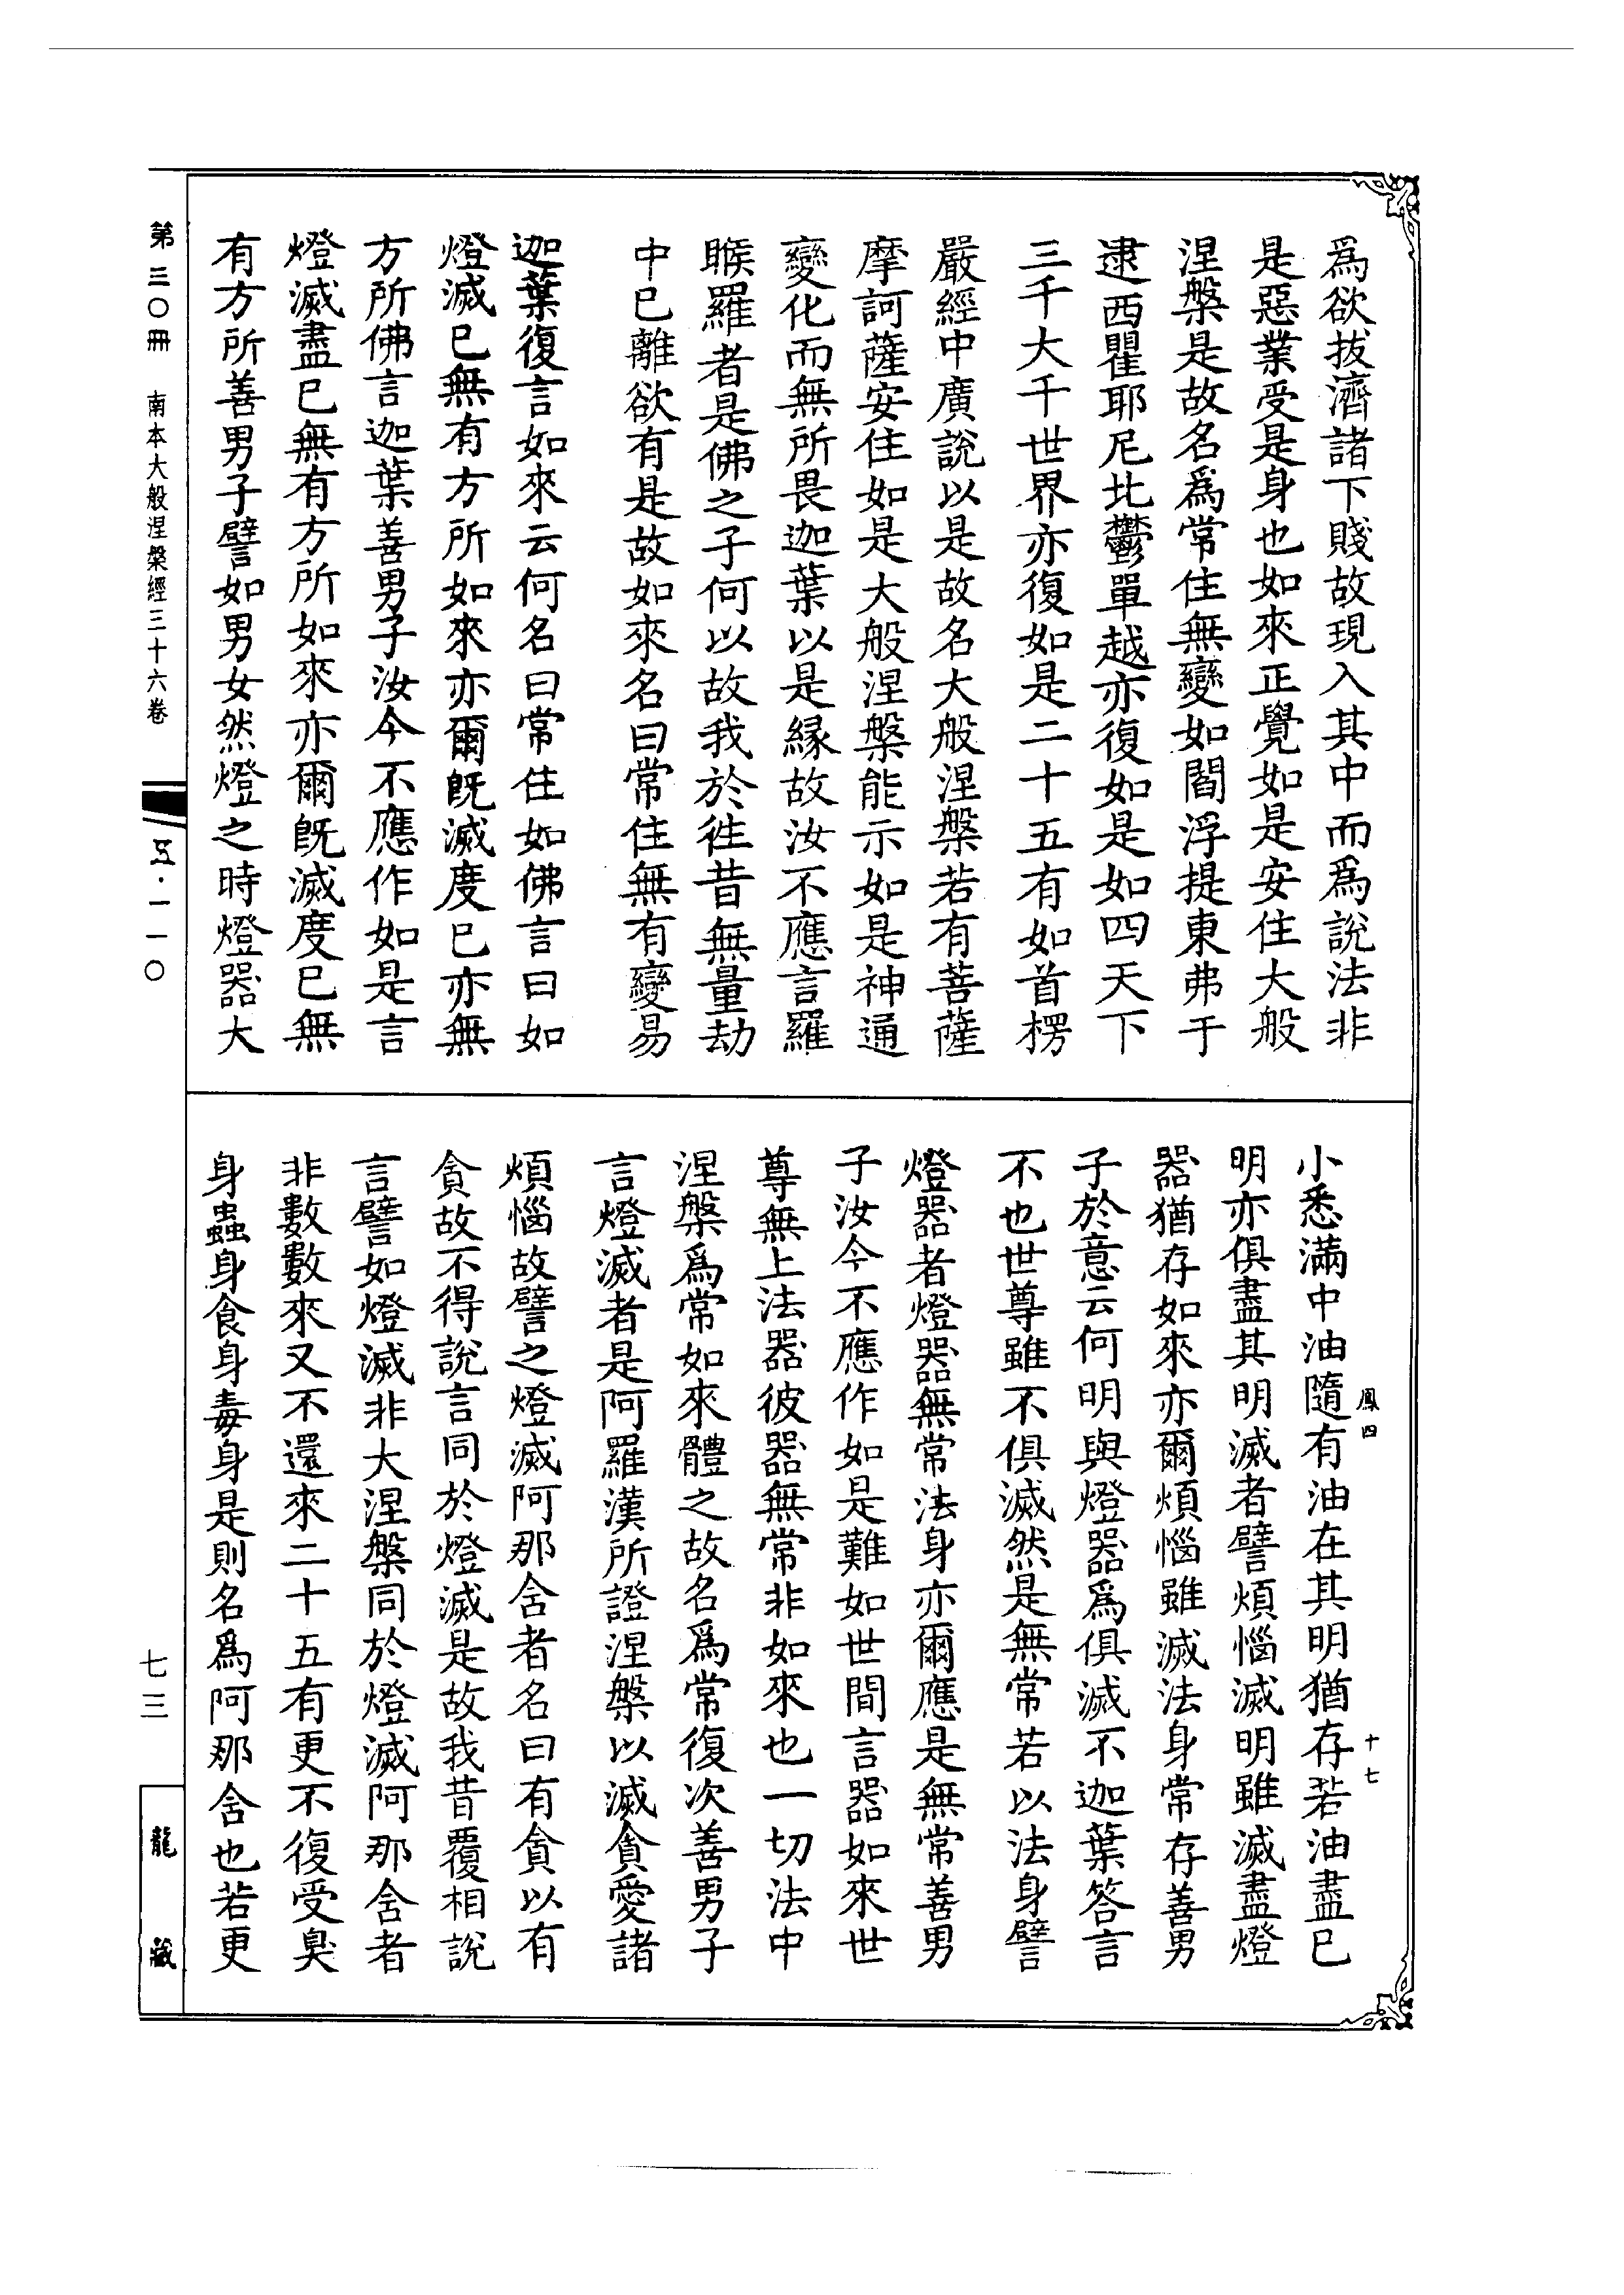 爲欲拔濟諸下賤故現入其中而爲說法非
是惡業受是身也如來正覺如是安住大般
涅槃是故名爲常住無變如閻浮提東弗于
逮西瞿耶尼北鬱單越亦復如是如四天下
三千大千世界亦復如是二十五有如首楞
嚴經中廣說以是故名大般涅槃若有菩薩
摩訶薩安住如是大般涅槃能示如是神通
變化而無所畏迦葉以是緣故汝不應言羅
睺羅者是佛之子何以故我於徃昔無量劫
中已離欲有是故如來名曰常住無有變易
迦葉復言如來云何名曰常住如佛言曰如
燈滅已無有方所如來亦爾旣滅度已亦無
方所佛言迦葉善男子汝今不應作如是言
燈滅盡已無有方所如來亦爾旣滅度已無
有方所善男子譬如男女然燈之時燈器大
小悉滿中油隨有油在其明猶存若油盡已
明亦俱盡其明滅者譬煩惱滅明雖滅盡燈
器猶存如來亦爾煩惱雖滅法身常存善男
子於意云何明與燈器爲俱滅不迦葉答言
不也世尊雖不俱滅然是無常若以法身譬
燈器者燈器無常法身亦爾應是無常善男
子汝今不應作如是難如世間言器如來世
尊無上法器彼器無常非如來也一切法中
涅槃爲常如來體之故名爲常復次善男子
言燈滅者是阿羅漢所證涅槃以滅貪愛諸
煩惱故譬之燈滅阿那含者名曰有貪以有
貪故不得說言同於燈滅是故我昔覆相說
言譬如燈滅非大涅槃同於燈滅阿那含者
非數數來又不還來二十五有更不復受臭
身蟲身食身毒身是則名爲阿那含也若更
鳳四
十七
第三〇冊 南本大般涅槃經三十六卷
五·一一〇
七三
龍藏